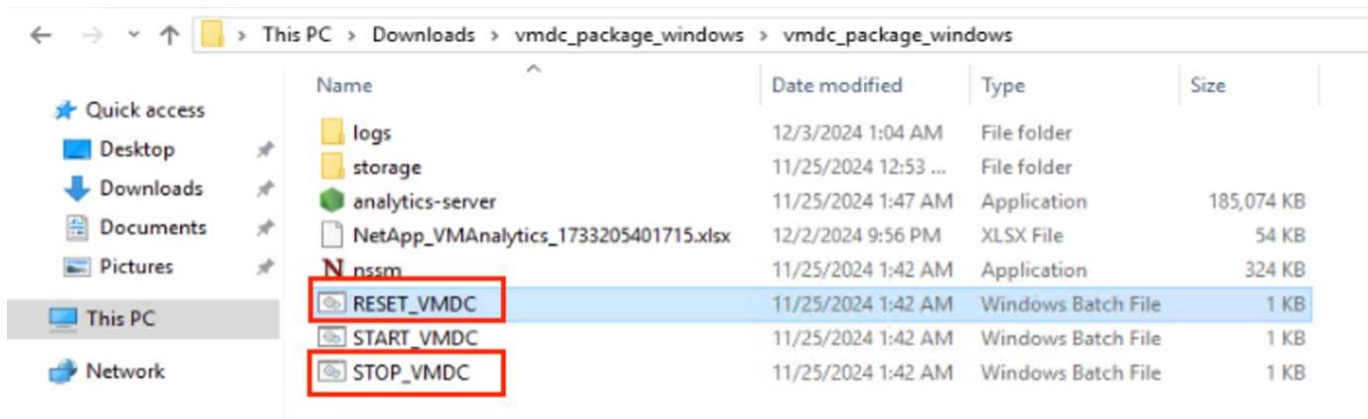 This PC > Downloads > vmdc_package_windows > vmdc_package_windows
Name Date modified Type Size
Quick access
Desktop
Downloads
Documents
Pictures
This PC
Network
logs 12/3/2024 1:04 AM File folder
storage 11/25/2024 12:53 ... File folder
analytics-server 11/25/2024 1:47 AM Application 185,074 KB
NetApp_VMAnalytics_1733205401715.xlsx 12/2/2024 9:56 PM XLSX File 54 KB
N nssm 11/25/2024 1:42 AM Application 324 KB
RESET_VMDC 11/25/2024 1:42 AM Windows Batch File 1 KB
START_VMDC 11/25/2024 1:42 AM Windows Batch File 1 KB
STOP_VMDC 11/25/2024 1:42 AM Windows Batch File 1 KB